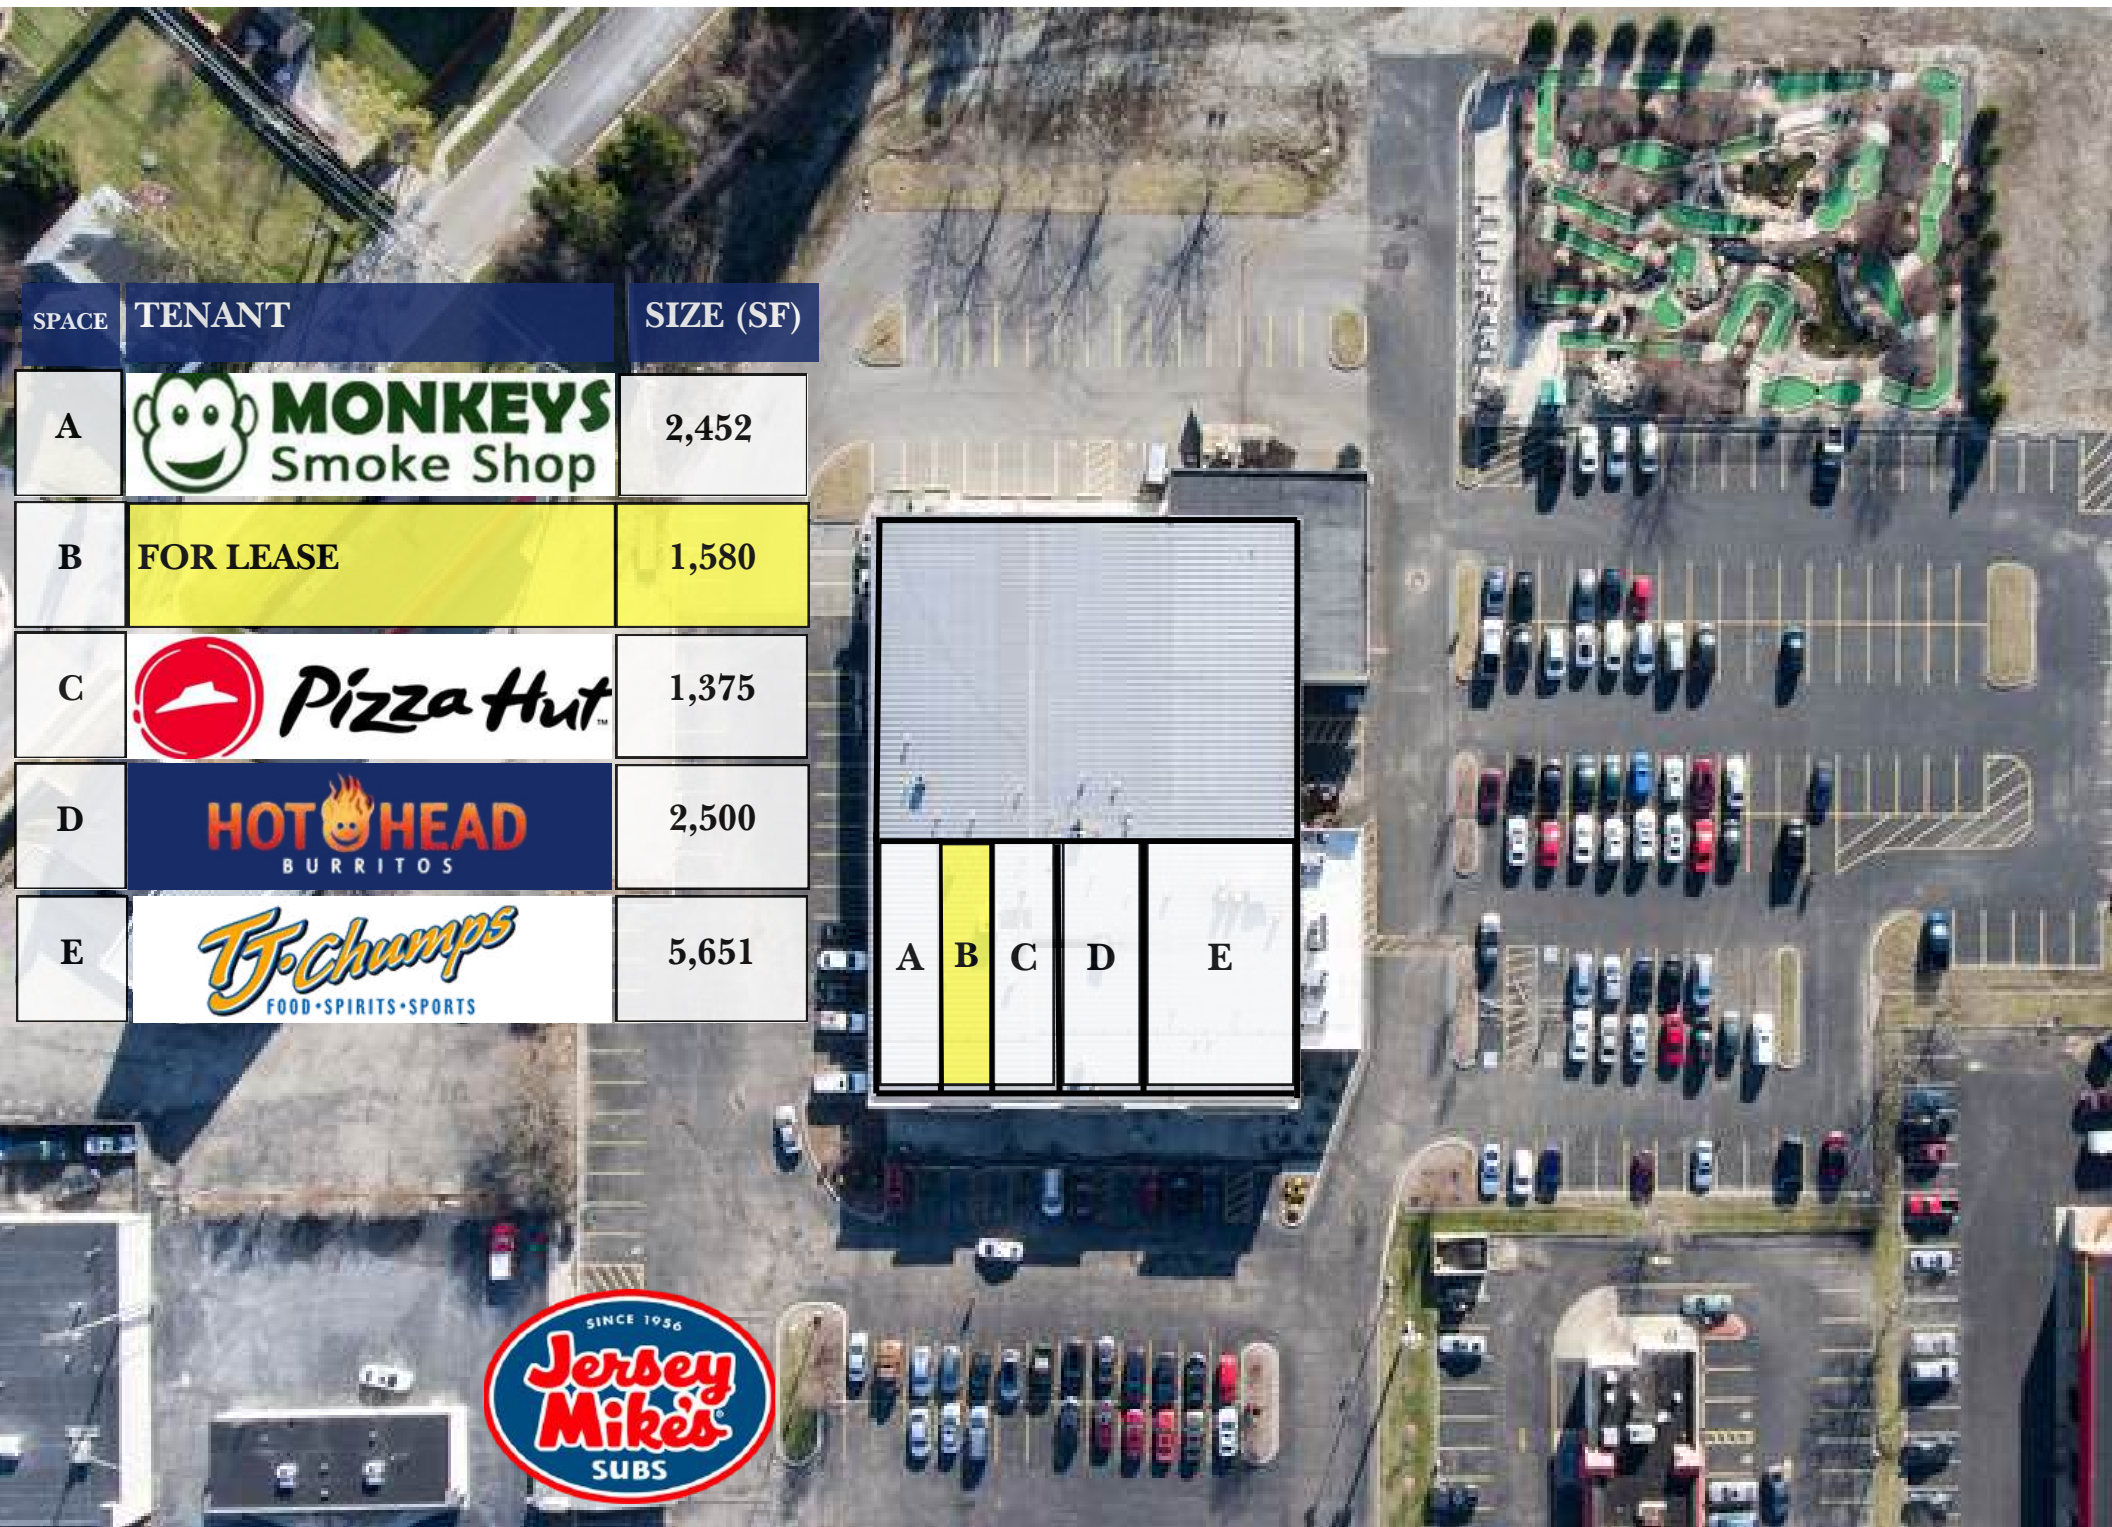 SPACE TENANT SIZE (SF)
A MONKEYS 2,452
Smoke Shop
B FOR LEASE 1,580
C Pizza Hut™ 1,375
D HOT HEAD 2,500
BURRITOS
E TJ. Chumps 5,651
FOOD•SPIRITS•SPORTS
A B C D E
SINCE 1956
Jersey
Mike's
SUBS